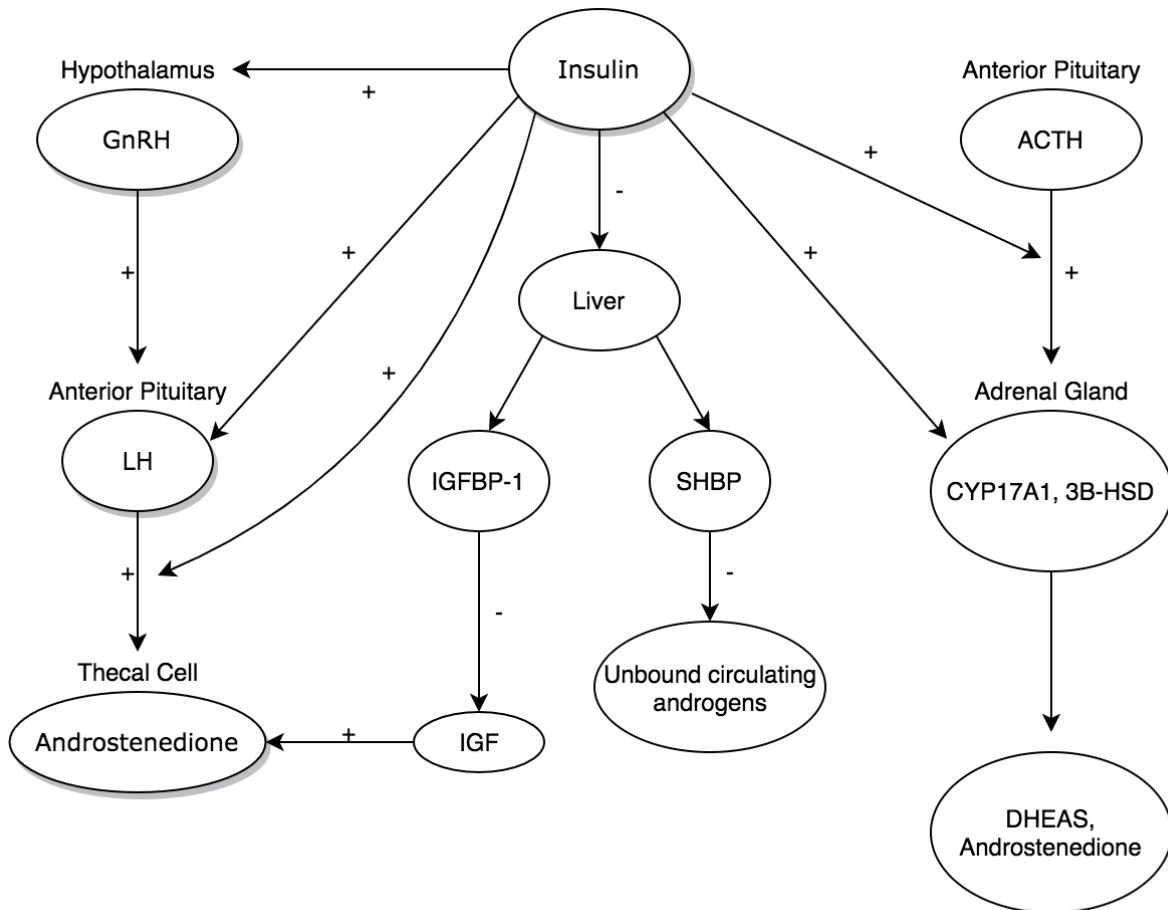 Insulin
Hypothalamus
Anterior Pituitary
+
GnRH
ACTH
+
-
+
+
+
+
+
Liver
+
Anterior Pituitary
Adrenal Gland
LH
IGFBP-1
SHBP
CYP17A1, 3B-HSD
+
-
-
Thecal Cell
Unbound circulating
androgens
Androstenedione
+
IGF
DHEAS,
Androstenedione